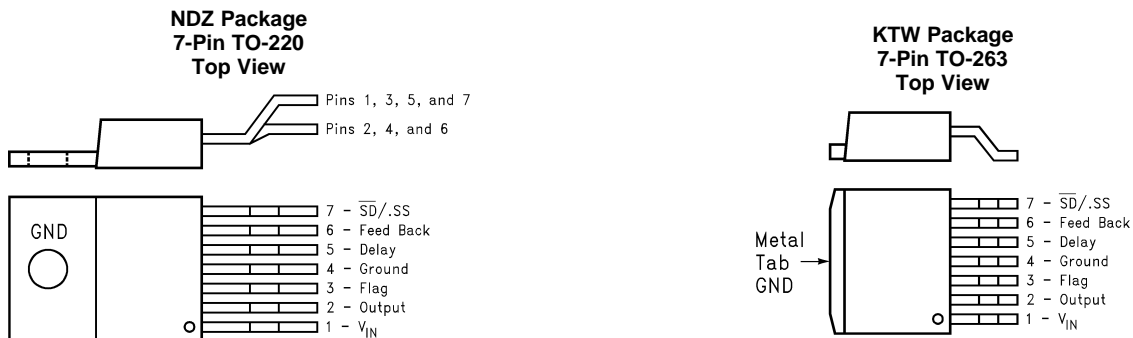 NDZ Package
7-Pin TO-220
Top View
Pins 1, 3, 5, and 7
Pins 2, 4, and 6
GND
7 - S̅D̅/.SS
6 - Feed Back
5 - Delay
4 - Ground
3 - Flag
2 - Output
1 - VIN
KTW Package
7-Pin TO-263
Top View
Metal
Tab
GND
7 - S̅D̅/.SS
6 - Feed Back
5 - Delay
4 - Ground
3 - Flag
2 - Output
1 - VIN